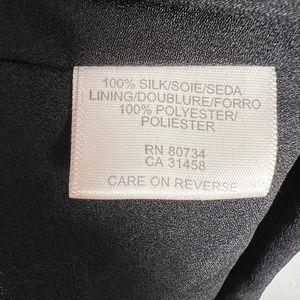 100% SILK/SOIE/SEDA
LINING/DOUBLURE/FORRO
100% POLYESTER/
POLIESTER
RN 80734
CA 31458
CARE ON REVERSE